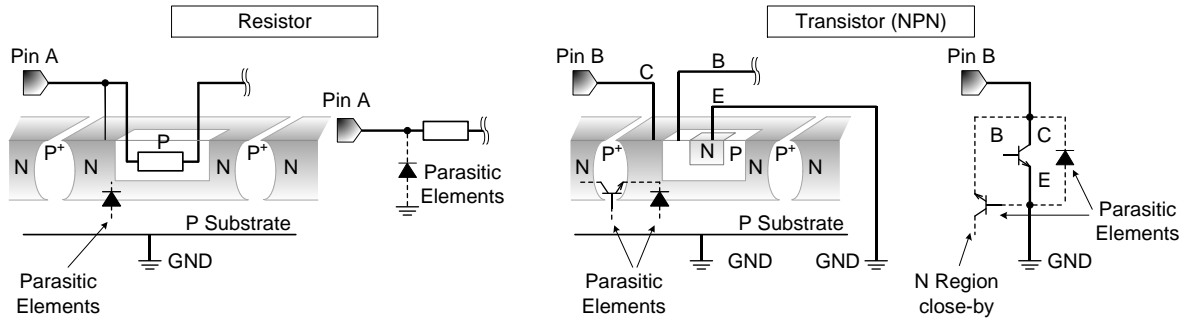 Resistor
Pin A
P
N
P+
N
N
P+
N
P Substrate
GND
Parasitic
Elements
Pin A
Parasitic
Elements
Transistor (NPN)
Pin B
C
B
E
N
P+
N
N
P
N
P+
N
P Substrate
GND
GND
Parasitic
Elements
Pin B
B
C
E
Parasitic
Elements
GND
N Region
close-by